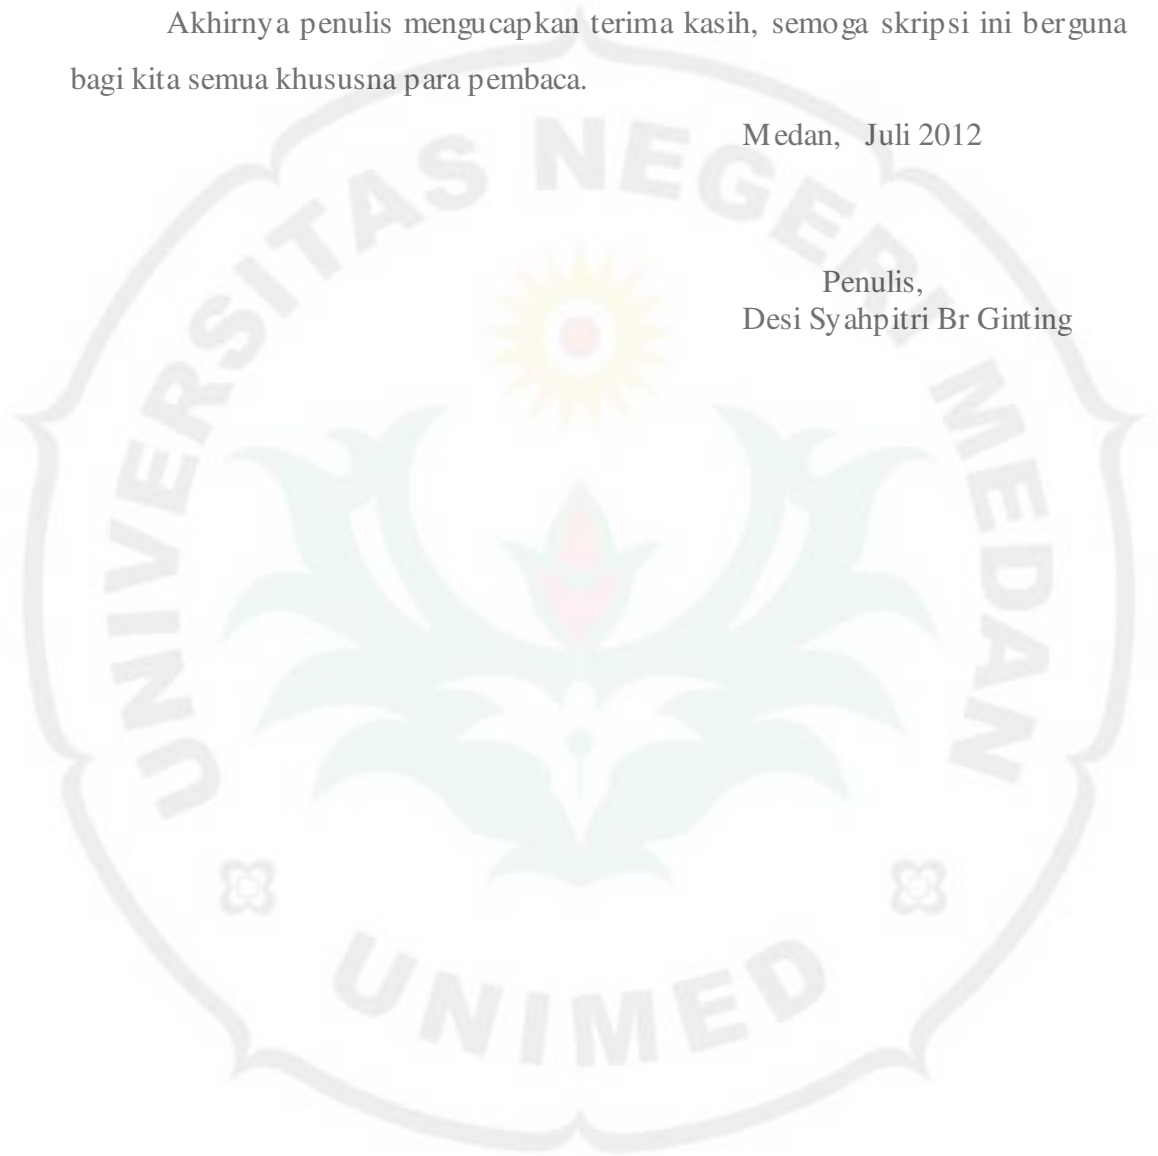 Akhirnya penulis mengucapkan terima kasih, semoga skripsi ini berguna
bagi kita semua khususna para pembaca.
Medan, Juli 2012
Penulis,
Desi Syahpitri Br Ginting
UNIVERSITAS NEGERI MEDAN
UNIMED